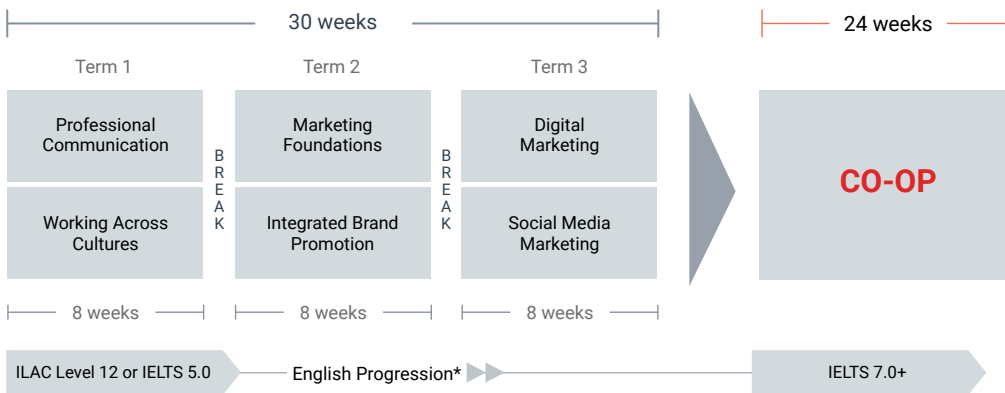 30 weeks
24 weeks
Term 1
Term 2
Term 3
Professional
Communication
Working Across
Cultures
BREAK
Marketing
Foundations
Integrated Brand
Promotion
BREAK
Digital
Marketing
Social Media
Marketing
CO-OP
8 weeks
8 weeks
8 weeks
ILAC Level 12 or IELTS 5.0
English Progression*
IELTS 7.0+